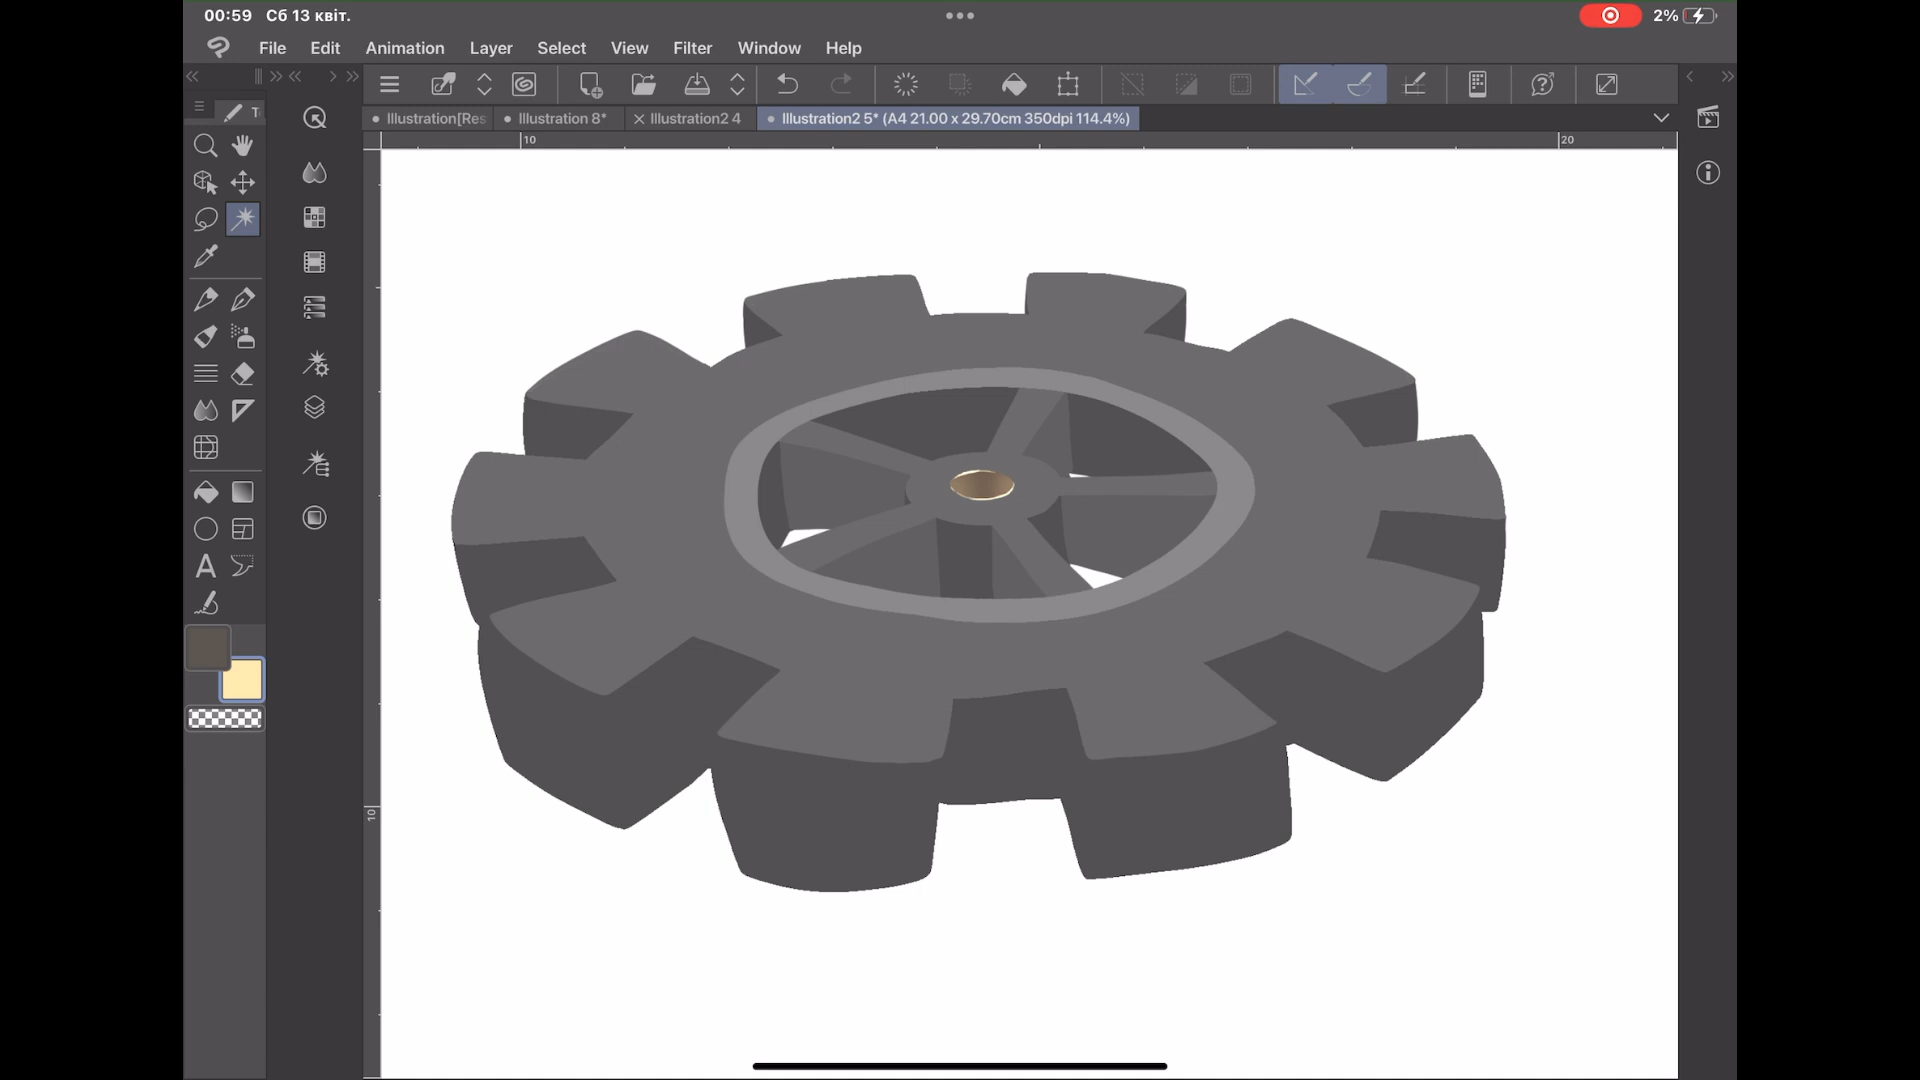 00:59 Сб 13 квіт.
2%
File Edit Animation Layer Select View Filter Window Help
Illustration[Res
Illustration 8*
Illustration2 4
Illustration2 5* (A4 21.00 x 29.70cm 350dpi 114.4%)
T
10
20
10
A